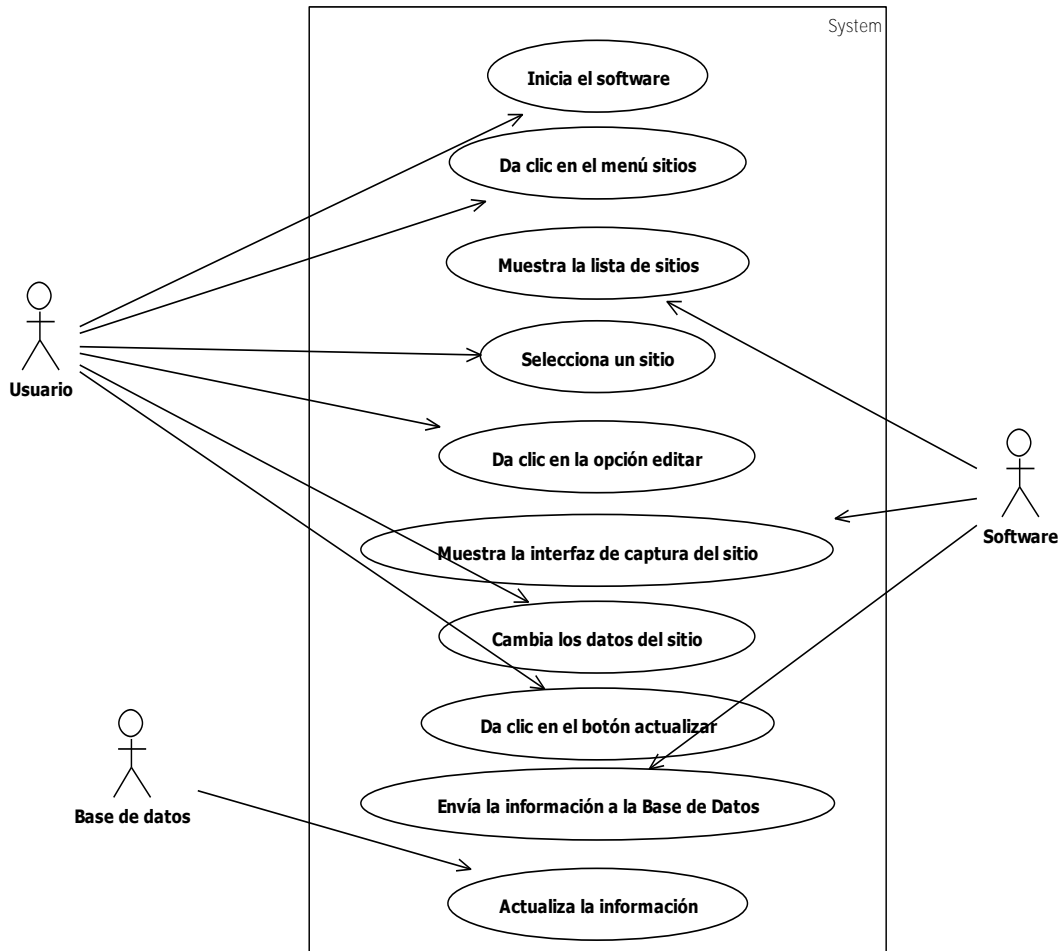 System
Inicia el software
Da clic en el menú sitios
Muestra la lista de sitios
Selecciona un sitio
Usuario
Da clic en la opción editar
Software
Muestra la interfaz de captura del sitio
Cambia los datos del sitio
Da clic en el botón actualizar
Base de datos
Envía la información a la Base de Datos
Actualiza la información